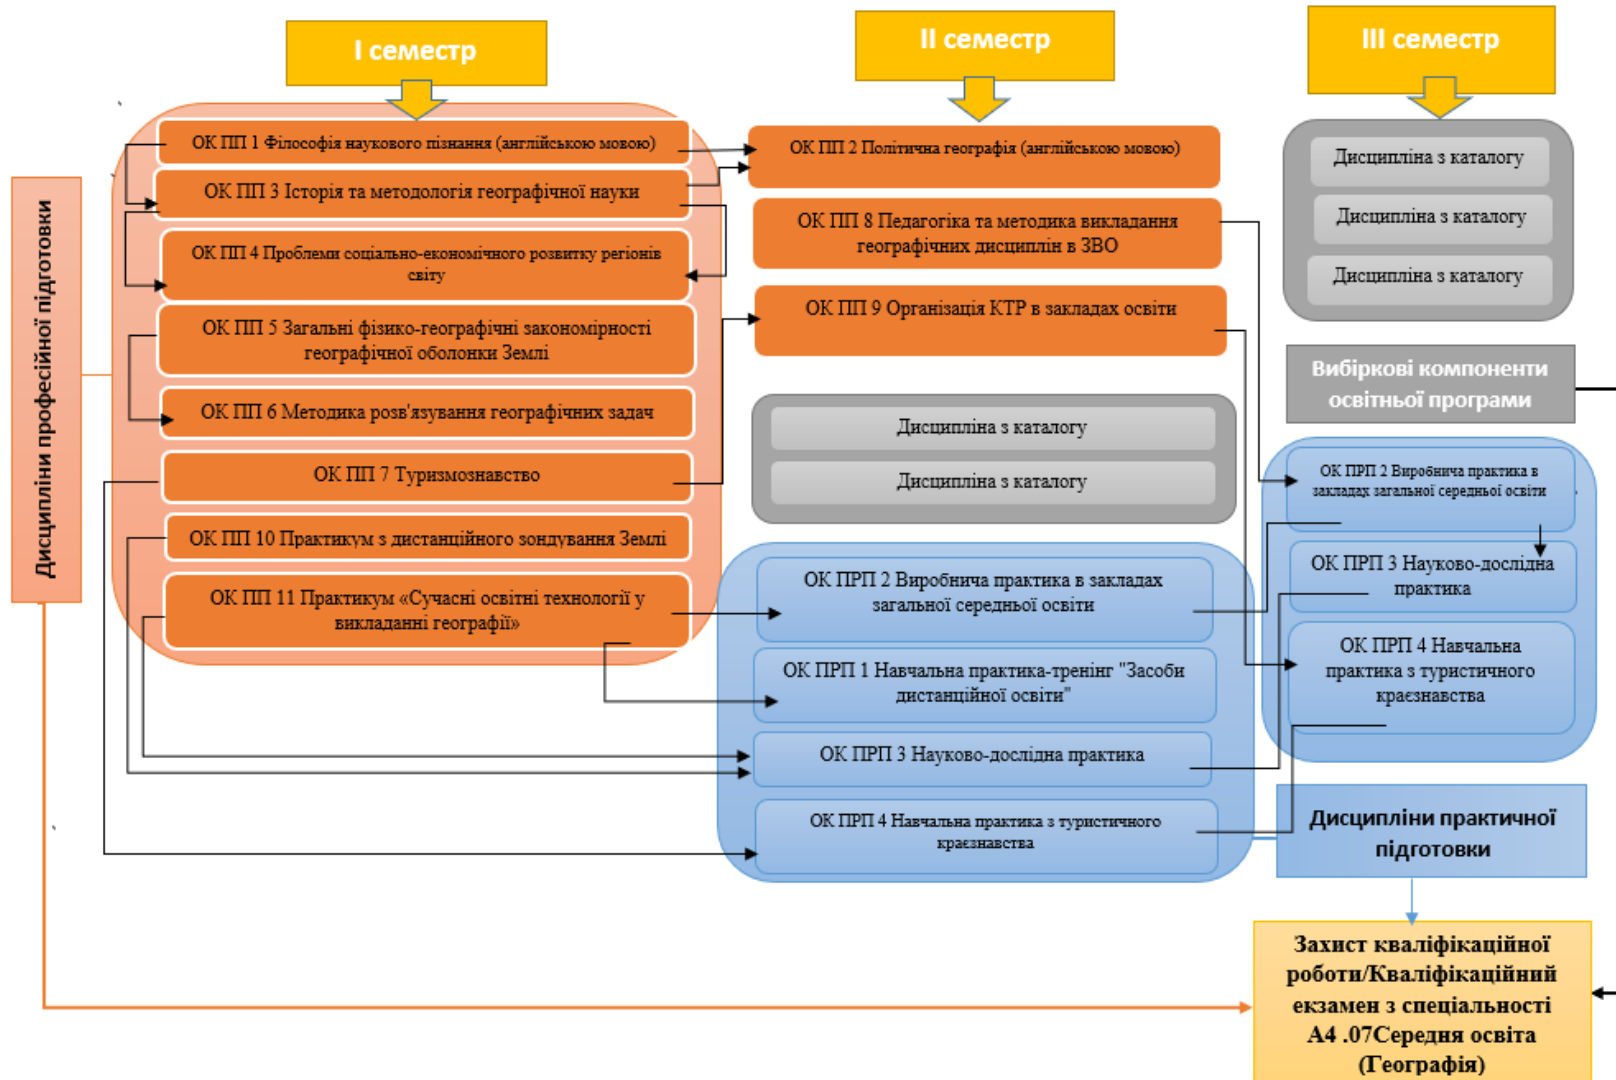 І семестр
ІІ семестр
ІІІ семестр
Дисципліни професійної підготовки
ОК ПП 1 Філософія наукового пізнання (англійською мовою)
ОК ПП 3 Історія та методологія географічної науки
ОК ПП 4 Проблеми соціально-економічного розвитку регіонів
світу
ОК ПП 5 Загальні фізико-географічні закономірності
географічної оболонки Землі
ОК ПП 6 Методика розв'язування географічних задач
ОК ПП 7 Туризмознавство
ОК ПП 10 Практикум з дистанційного зондування Землі
ОК ПП 11 Практикум «Сучасні освітні технології у
викладанні географії»
ОК ПП 2 Політична географія (англійською мовою)
ОК ПП 8 Педагогіка та методика викладання
географічних дисциплін в ЗВО
ОК ПП 9 Організація КТР в закладах освіти
Дисципліна з каталогу
Дисципліна з каталогу
ОК ПРП 2 Виробнича практика в закладах
загальної середньої освіти
ОК ПРП 1 Навчальна практика-тренінг "Засоби
дистанційної освіти"
ОК ПРП 3 Науково-дослідна практика
ОК ПРП 4 Навчальна практика з туристичного
краєзнавства
Дисципліна з каталогу
Дисципліна з каталогу
Дисципліна з каталогу
Вибіркові компоненти
освітньої програми
ОК ПРП 2 Виробнича практика в
закладах загальної середньої освіти
ОК ПРП 3 Науково-дослідна
практика
ОК ПРП 4 Навчальна
практика з туристичного
краєзнавства
Дисципліни практичної
підготовки
Захист кваліфікаційної
роботи/Кваліфікаційний
екзамен з спеціальності
А4 .07Середня освіта
(Географія)